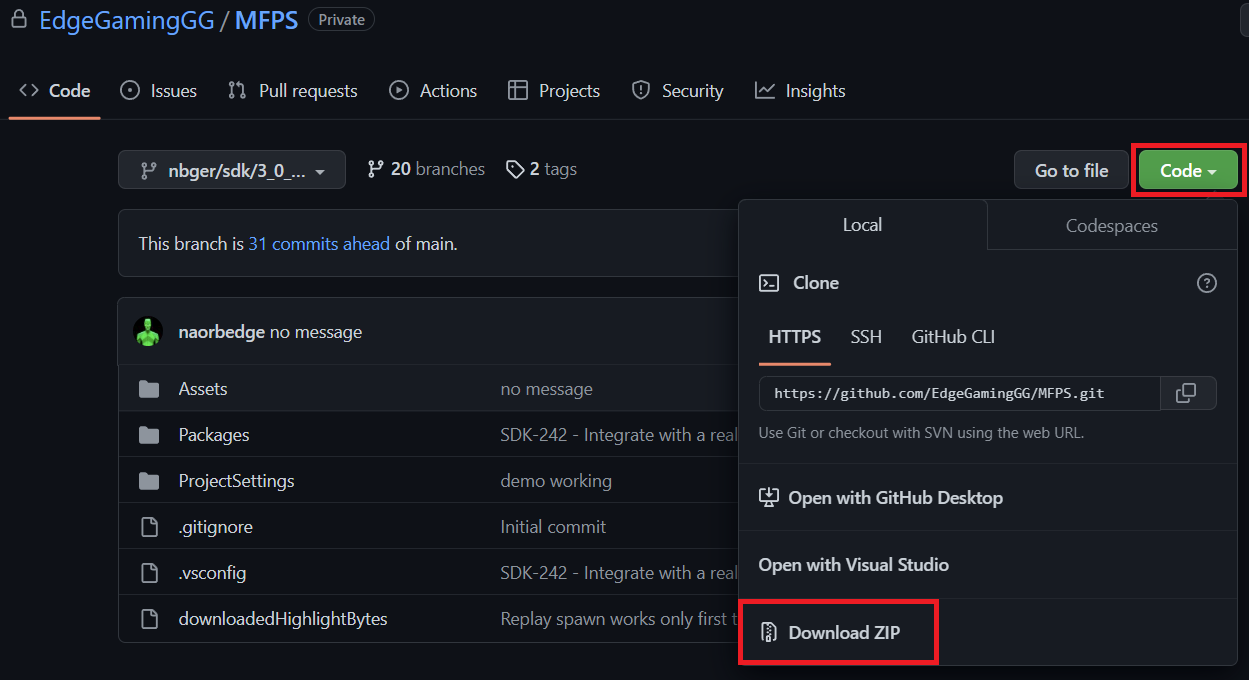 EdgeGamingGG / MFPS Private
Code Issues Pull requests Actions Projects Security Insights
nbger/sdk/3_0_... 20 branches 2 tags Go to file Code
This branch is 31 commits ahead of main.
naorbedge no message
Assets no message
Packages SDK-242 - Integrate with a real
ProjectSettings demo working
.gitignore Initial commit
.vsconfig SDK-242 - Integrate with a real
downloadedHighlightBytes Replay spawn works only first t
Local Codespaces
Clone
HTTPS SSH GitHub CLI
https://github.com/EdgeGamingGG/MFPS.git
Use Git or checkout with SVN using the web URL.
Open with GitHub Desktop
Open with Visual Studio
Download ZIP